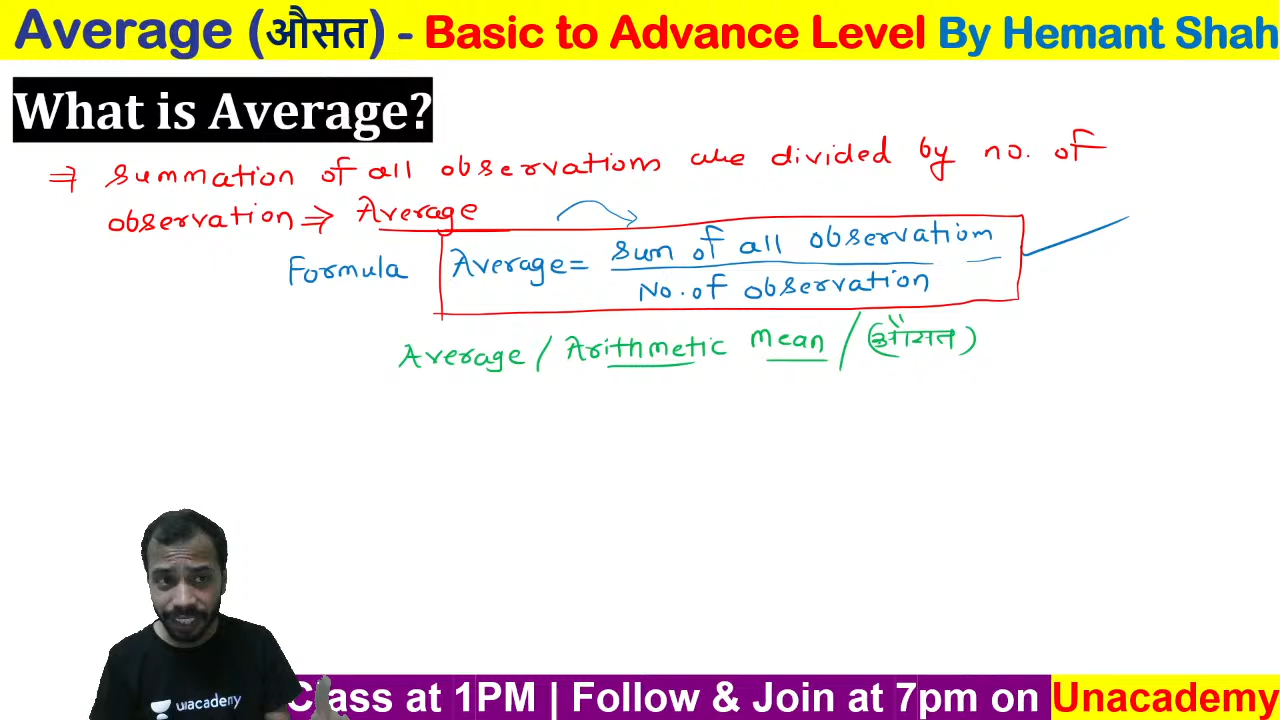 Average (औसत) - Basic to Advance Level By Hemant Shah
What is Average?
⇒ Summation of all observations are divided by no. of
observation ⇒ Average
Formula Average = Sum of all observation / No. of observation
Average / Arithmetic mean / (औसत)
unacademy
Class at 1PM | Follow & Join at 7pm on Unacademy